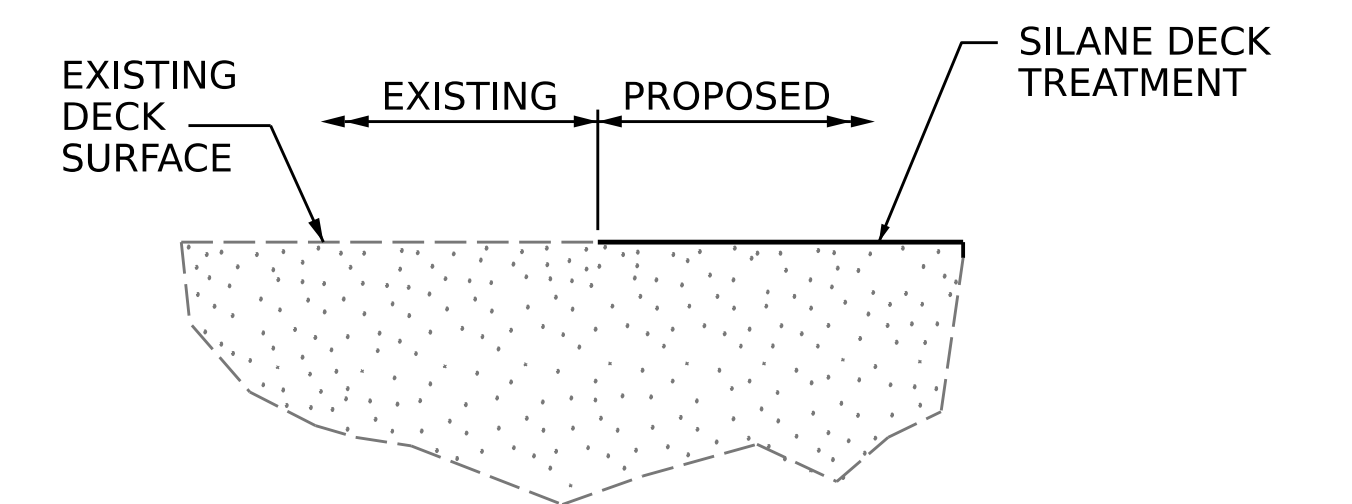 EXISTING
DECK
SURFACE
EXISTING
PROPOSED
SILANE DECK
TREATMENT